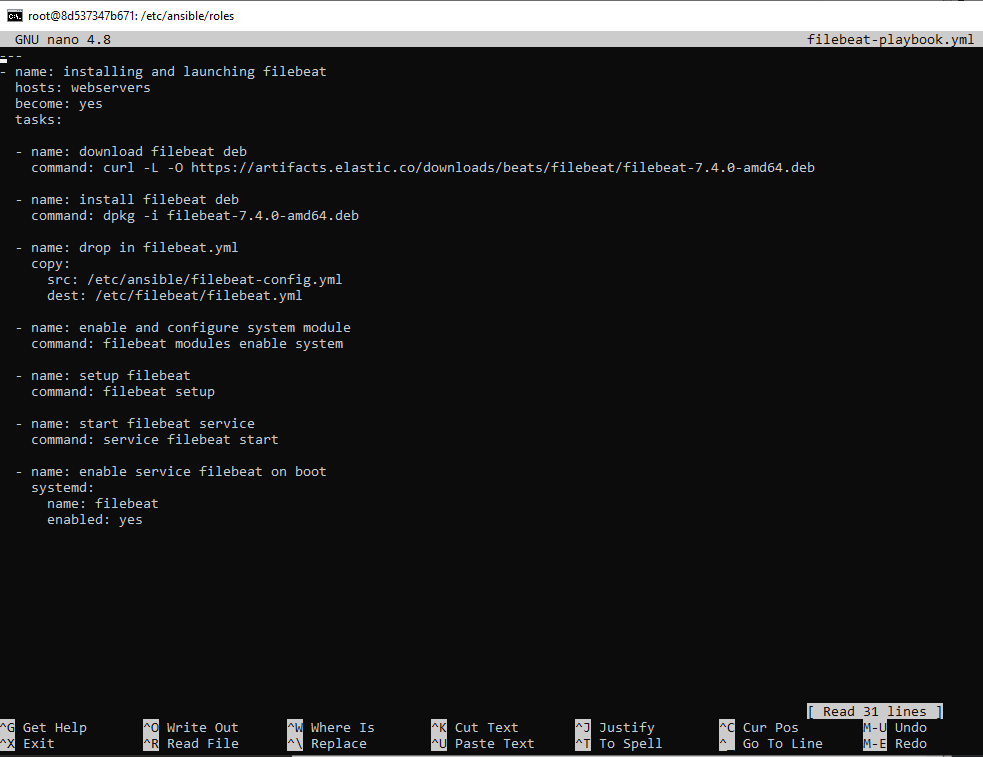 root@8d537347b671: /etc/ansible/roles
GNU nano 4.8 filebeat-playbook.yml
---
- name: installing and launching filebeat
  hosts: webservers
  become: yes
  tasks:

  - name: download filebeat deb
    command: curl -L -O https://artifacts.elastic.co/downloads/beats/filebeat/filebeat-7.4.0-amd64.deb

  - name: install filebeat deb
    command: dpkg -i filebeat-7.4.0-amd64.deb

  - name: drop in filebeat.yml
    copy:
      src: /etc/ansible/filebeat-config.yml
      dest: /etc/filebeat/filebeat.yml

  - name: enable and configure system module
    command: filebeat modules enable system

  - name: setup filebeat
    command: filebeat setup

  - name: start filebeat service
    command: service filebeat start

  - name: enable service filebeat on boot
    systemd:
      name: filebeat
      enabled: yes

[ Read 31 lines ]
^G Get Help ^O Write Out ^W Where Is ^K Cut Text ^J Justify ^C Cur Pos M-U Undo
^X Exit ^R Read File ^\ Replace ^U Paste Text ^T To Spell ^_ Go To Line M-E Redo